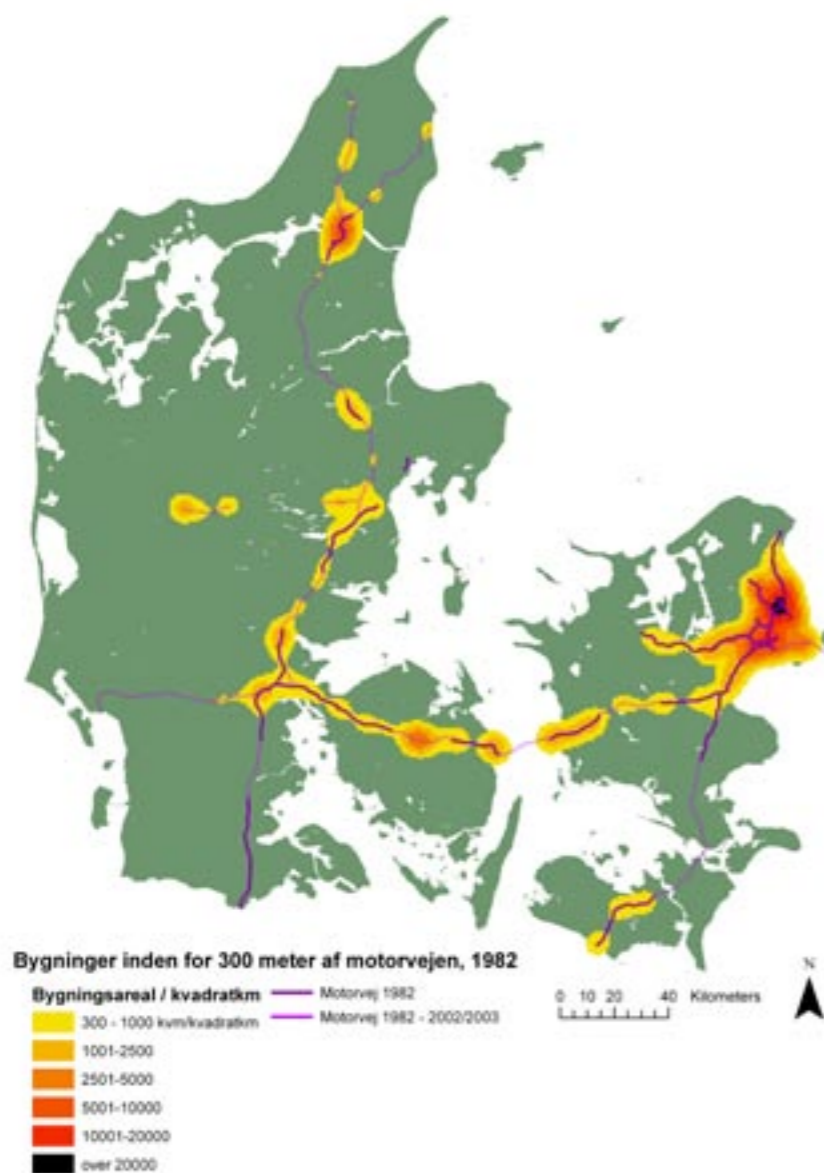 Bygninger inden for 300 meter af motorvejen, 1982
Bygningsareal / kvadratkm
300 - 1000 kvm/kvadratkm
1001-2500
2501-5000
5001-10000
10001-20000
over 20000
Motorvej 1982
Motorvej 1982 - 2002/2003
0 10 20 40 Kilometers
N